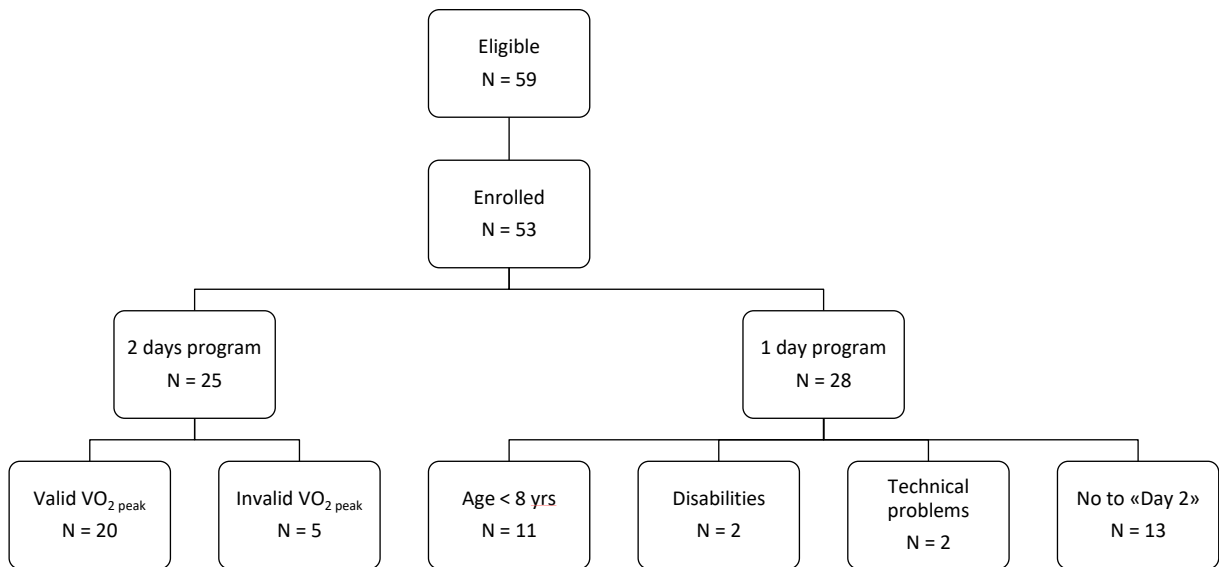 Eligible
N = 59
Enrolled
N = 53
2 days program
N = 25
1 day program
N = 28
Valid VO2 peak
N = 20
Invalid VO2 peak
N = 5
Age < 8 yrs
N = 11
Disabilities
N = 2
Technical
problems
N = 2
No to «Day 2»
N = 13